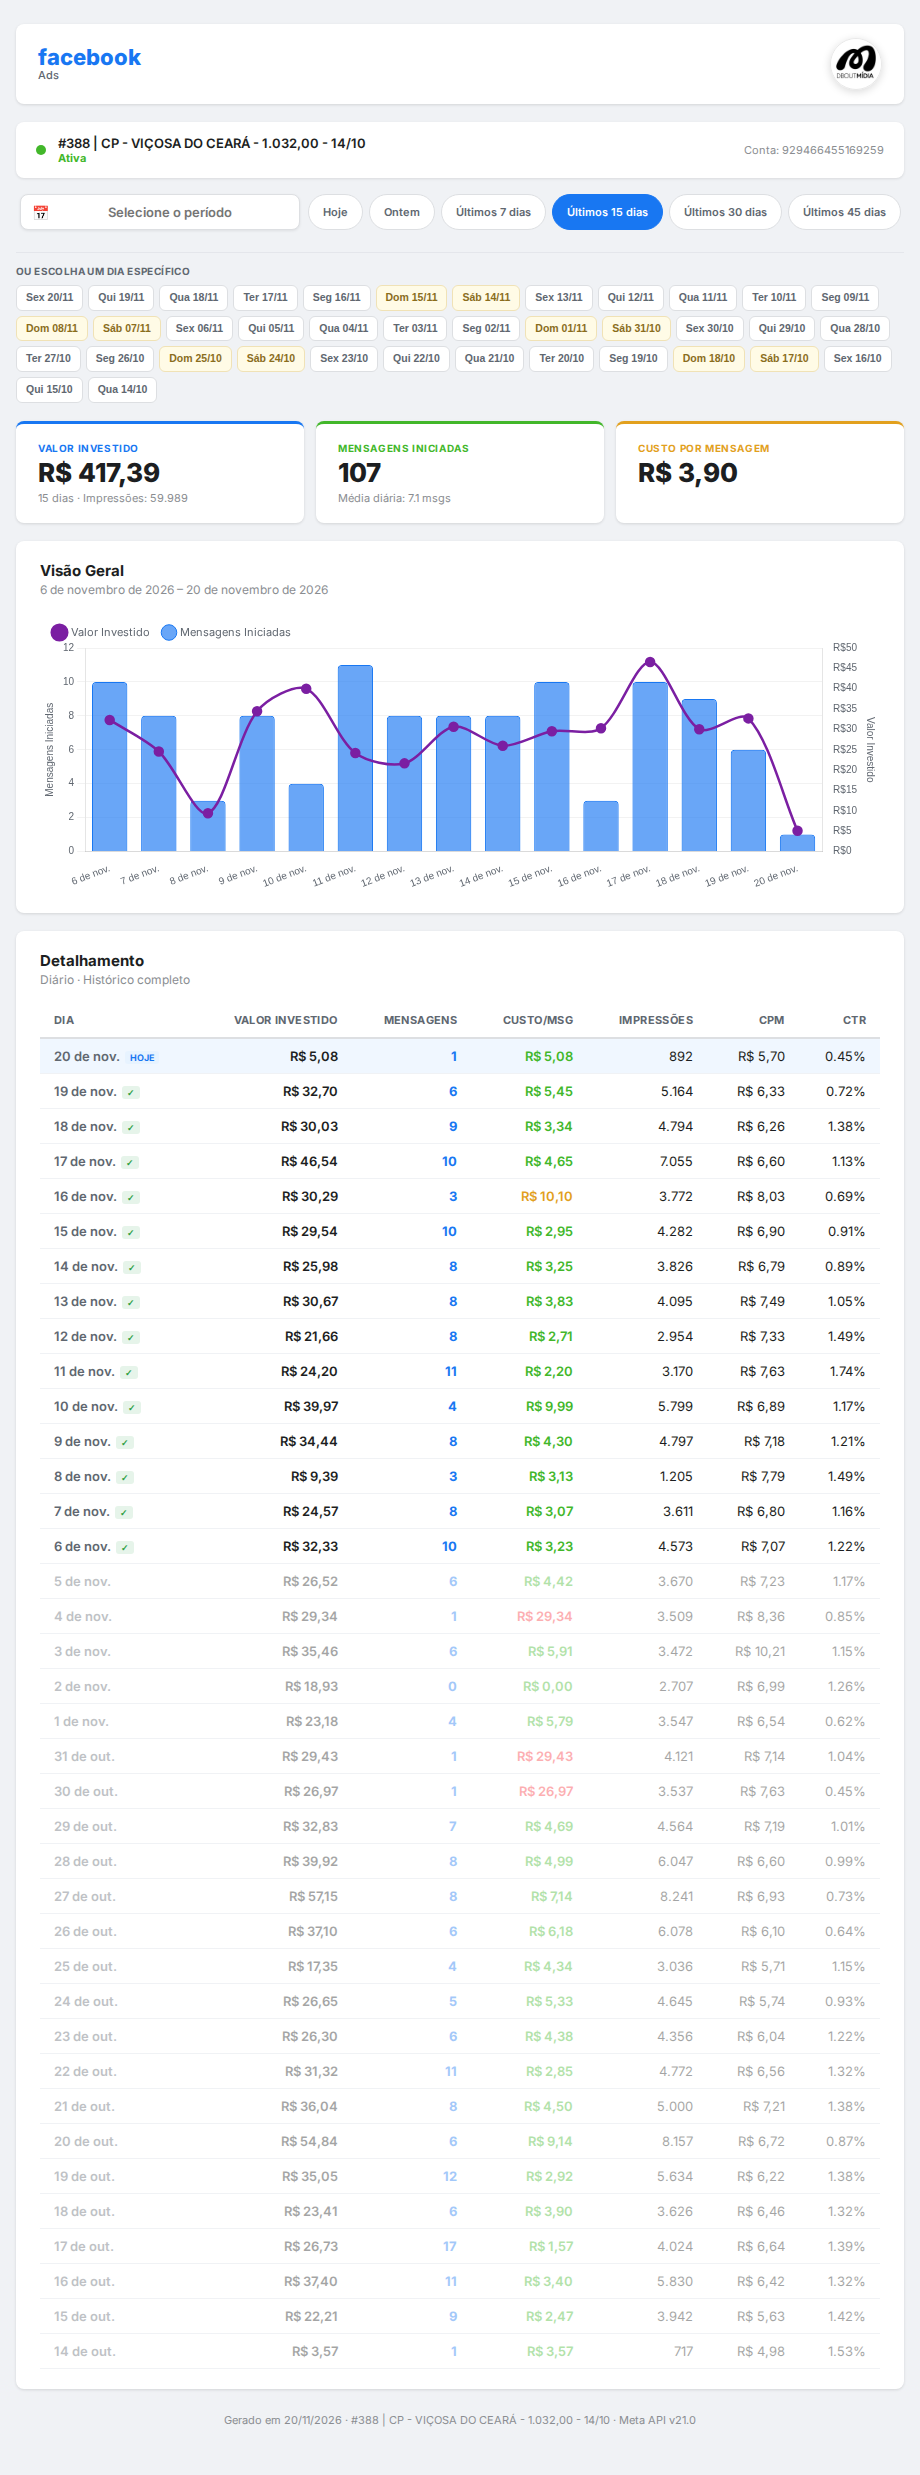 facebook
Ads
DBOUTMÍDIA
#388 | CP - VIÇOSA DO CEARÁ - 1.032,00 - 14/10
Ativa
Conta: 929466455169259
📅 Selecione o período Hoje Ontem Últimos 7 dias Últimos 15 dias Últimos 30 dias Últimos 45 dias
OU ESCOLHA UM DIA ESPECÍFICO
Sex 20/11 Qui 19/11 Qua 18/11 Ter 17/11 Seg 16/11 Dom 15/11 Sáb 14/11 Sex 13/11 Qui 12/11 Qua 11/11 Ter 10/11 Seg 09/11
Dom 08/11 Sáb 07/11 Sex 06/11 Qui 05/11 Qua 04/11 Ter 03/11 Seg 02/11 Dom 01/11 Sáb 31/10 Sex 30/10 Qui 29/10 Qua 28/10
Ter 27/10 Seg 26/10 Dom 25/10 Sáb 24/10 Sex 23/10 Qui 22/10 Qua 21/10 Ter 20/10 Seg 19/10 Dom 18/10 Sáb 17/10 Sex 16/10
Qui 15/10 Qua 14/10
VALOR INVESTIDO
R$ 417,39
15 dias · Impressões: 59.989
MENSAGENS INICIADAS
107
Média diária: 7.1 msgs
CUSTO POR MENSAGEM
R$ 3,90
Visão Geral
6 de novembro de 2026 – 20 de novembro de 2026
Valor Investido Mensagens Iniciadas
Mensagens Iniciadas
12
10
8
6
4
2
0
R$50
R$45
R$40
R$35
R$30
R$25
R$20
R$15
R$10
R$5
R$0
Valor Investido
6 de nov. 7 de nov. 8 de nov. 9 de nov. 10 de nov. 11 de nov. 12 de nov. 13 de nov. 14 de nov. 15 de nov. 16 de nov. 17 de nov. 18 de nov. 19 de nov. 20 de nov.
Detalhamento
Diário · Histórico completo
DIA VALOR INVESTIDO MENSAGENS CUSTO/MSG IMPRESSÕES CPM CTR
20 de nov. HOJE R$ 5,08 1 R$ 5,08 892 R$ 5,70 0.45%
19 de nov. ✓ R$ 32,70 6 R$ 5,45 5.164 R$ 6,33 0.72%
18 de nov. ✓ R$ 30,03 9 R$ 3,34 4.794 R$ 6,26 1.38%
17 de nov. ✓ R$ 46,54 10 R$ 4,65 7.055 R$ 6,60 1.13%
16 de nov. ✓ R$ 30,29 3 R$ 10,10 3.772 R$ 8,03 0.69%
15 de nov. ✓ R$ 29,54 10 R$ 2,95 4.282 R$ 6,90 0.91%
14 de nov. ✓ R$ 25,98 8 R$ 3,25 3.826 R$ 6,79 0.89%
13 de nov. ✓ R$ 30,67 8 R$ 3,83 4.095 R$ 7,49 1.05%
12 de nov. ✓ R$ 21,66 8 R$ 2,71 2.954 R$ 7,33 1.49%
11 de nov. ✓ R$ 24,20 11 R$ 2,20 3.170 R$ 7,63 1.74%
10 de nov. ✓ R$ 39,97 4 R$ 9,99 5.799 R$ 6,89 1.17%
9 de nov. ✓ R$ 34,44 8 R$ 4,30 4.797 R$ 7,18 1.21%
8 de nov. ✓ R$ 9,39 3 R$ 3,13 1.205 R$ 7,79 1.49%
7 de nov. ✓ R$ 24,57 8 R$ 3,07 3.611 R$ 6,80 1.16%
6 de nov. ✓ R$ 32,33 10 R$ 3,23 4.573 R$ 7,07 1.22%
5 de nov. R$ 26,52 6 R$ 4,42 3.670 R$ 7,23 1.17%
4 de nov. R$ 29,34 1 R$ 29,34 3.509 R$ 8,36 0.85%
3 de nov. R$ 35,46 6 R$ 5,91 3.472 R$ 10,21 1.15%
2 de nov. R$ 18,93 0 R$ 0,00 2.707 R$ 6,99 1.26%
1 de nov. R$ 23,18 4 R$ 5,79 3.547 R$ 6,54 0.62%
31 de out. R$ 29,43 1 R$ 29,43 4.121 R$ 7,14 1.04%
30 de out. R$ 26,97 1 R$ 26,97 3.537 R$ 7,63 0.45%
29 de out. R$ 32,83 7 R$ 4,69 4.564 R$ 7,19 1.01%
28 de out. R$ 39,92 8 R$ 4,99 6.047 R$ 6,60 0.99%
27 de out. R$ 57,15 8 R$ 7,14 8.241 R$ 6,93 0.73%
26 de out. R$ 37,10 6 R$ 6,18 6.078 R$ 6,10 0.64%
25 de out. R$ 17,35 4 R$ 4,34 3.036 R$ 5,71 1.15%
24 de out. R$ 26,65 5 R$ 5,33 4.645 R$ 5,74 0.93%
23 de out. R$ 26,30 6 R$ 4,38 4.356 R$ 6,04 1.22%
22 de out. R$ 31,32 11 R$ 2,85 4.772 R$ 6,56 1.32%
21 de out. R$ 36,04 8 R$ 4,50 5.000 R$ 7,21 1.38%
20 de out. R$ 54,84 6 R$ 9,14 8.157 R$ 6,72 0.87%
19 de out. R$ 35,05 12 R$ 2,92 5.634 R$ 6,22 1.38%
18 de out. R$ 23,41 6 R$ 3,90 3.626 R$ 6,46 1.32%
17 de out. R$ 26,73 17 R$ 1,57 4.024 R$ 6,64 1.39%
16 de out. R$ 37,40 11 R$ 3,40 5.830 R$ 6,42 1.32%
15 de out. R$ 22,21 9 R$ 2,47 3.942 R$ 5,63 1.42%
14 de out. R$ 3,57 1 R$ 3,57 717 R$ 4,98 1.53%
Gerado em 20/11/2026 · #388 | CP - VIÇOSA DO CEARÁ - 1.032,00 - 14/10 · Meta API v21.0